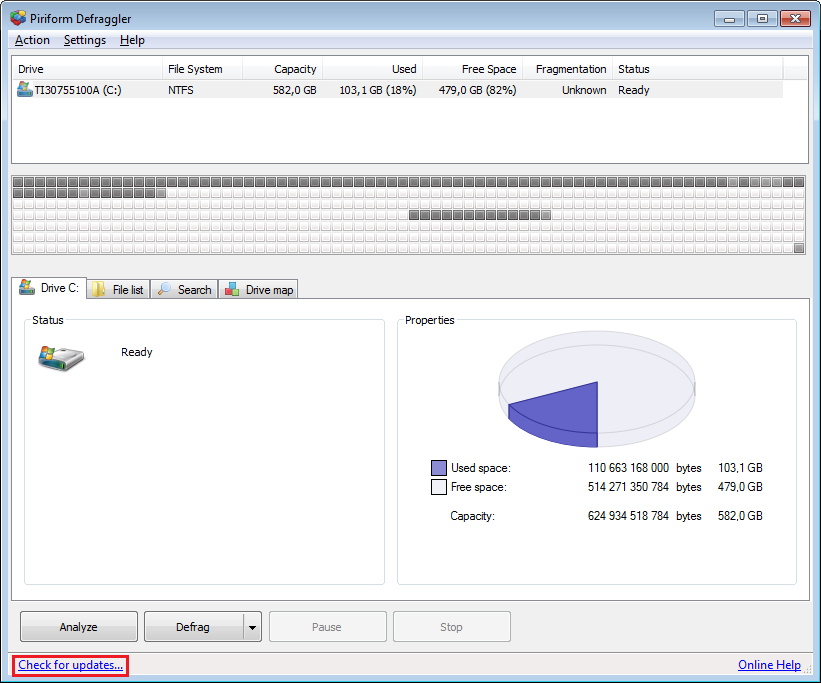 Piriform Defraggler
Action Settings Help
Drive File System Capacity Used Free Space Fragmentation Status
TI30755100A (C:) NTFS 582,0 GB 103,1 GB (18%) 479,0 GB (82%) Unknown Ready
Drive C: File list Search Drive map
Status
Ready
Properties
Used space: 110 663 168 000 bytes 103,1 GB
Free space: 514 271 350 784 bytes 479,0 GB
Capacity: 624 934 518 784 bytes 582,0 GB
Analyze Defrag Pause Stop
Check for updates... Online Help